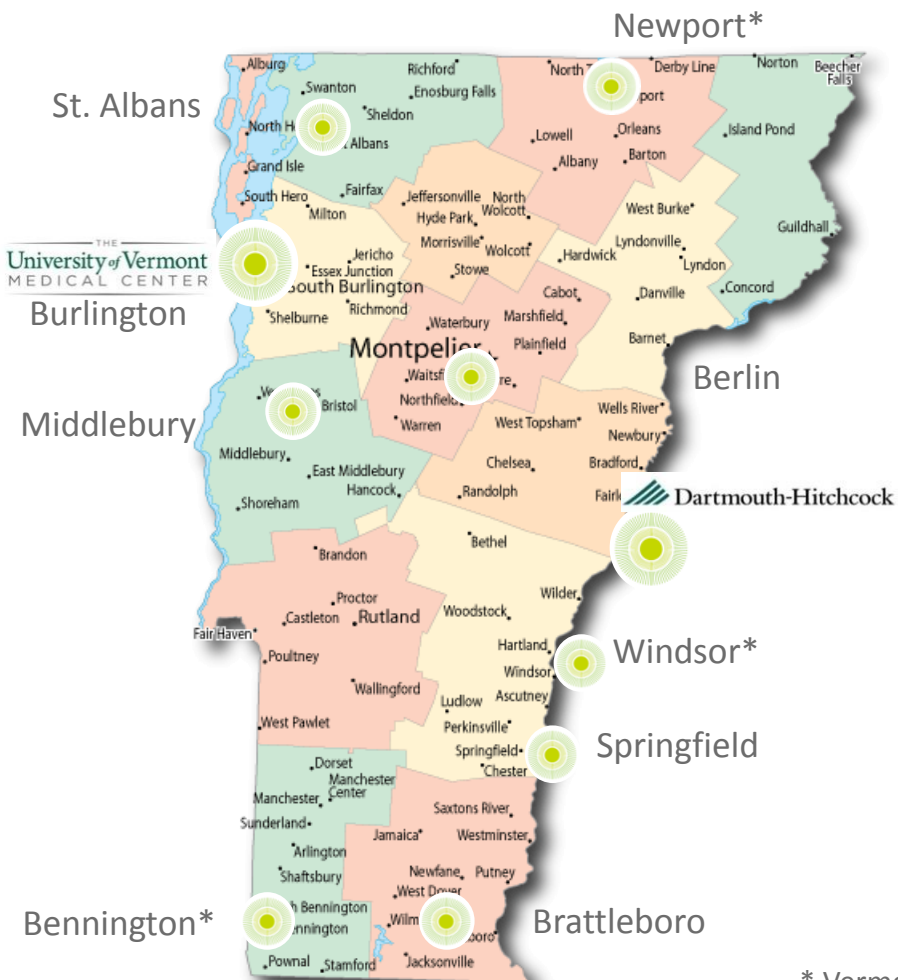 Newport*
St. Albans
THE
University of Vermont
MEDICAL CENTER
Burlington
Middlebury
Berlin
Dartmouth-Hitchcock
Windsor*
Springfield
Bennington*
Brattleboro
Alburg
Swanton
Richford
Enosburg Falls
Sheldon
Albans
Grand Isle
South Hero
Fairfax
Milton
North
Derby Line
Lowell
Orleans
Albany
Barton
Norton
Beecher
Falls
Island Pond
Guildhall
Concord
Jeffersonville
North
Wolcott
Hyde Park
Morrisville
Wolcott
Stowe
West Burke
Lyndonville
Lyndon
Hardwick
Danville
Barnet
Jericho
Essex Junction
South Burlington
Richmond
Shelburne
Cabot
Marshfield
Waterbury
Plainfield
Montpelier
Northfield
Warren
Bristol
Middlebury
East Middlebury
Hancock
Shoreham
Wells River
West Topsham
Newbury
Chelsea
Bradford
Randolph
Bethel
Wilder
Woodstock
Hartland
Windsor
Ascutney
Ludlow
Perkinsville
Springfield
Chester
Brandon
Proctor
Castleton
Rutland
Fair Haven
Poultney
Wallingford
West Pawlet
Dorset
Manchester
Center
Manchester
Sunderland
Arlington
Shaftsbury
Bennington
Pownal
Stamford
Saxtons River
Jamaica
Westminster
Newfane
Putney
West Dover
Jacksonville